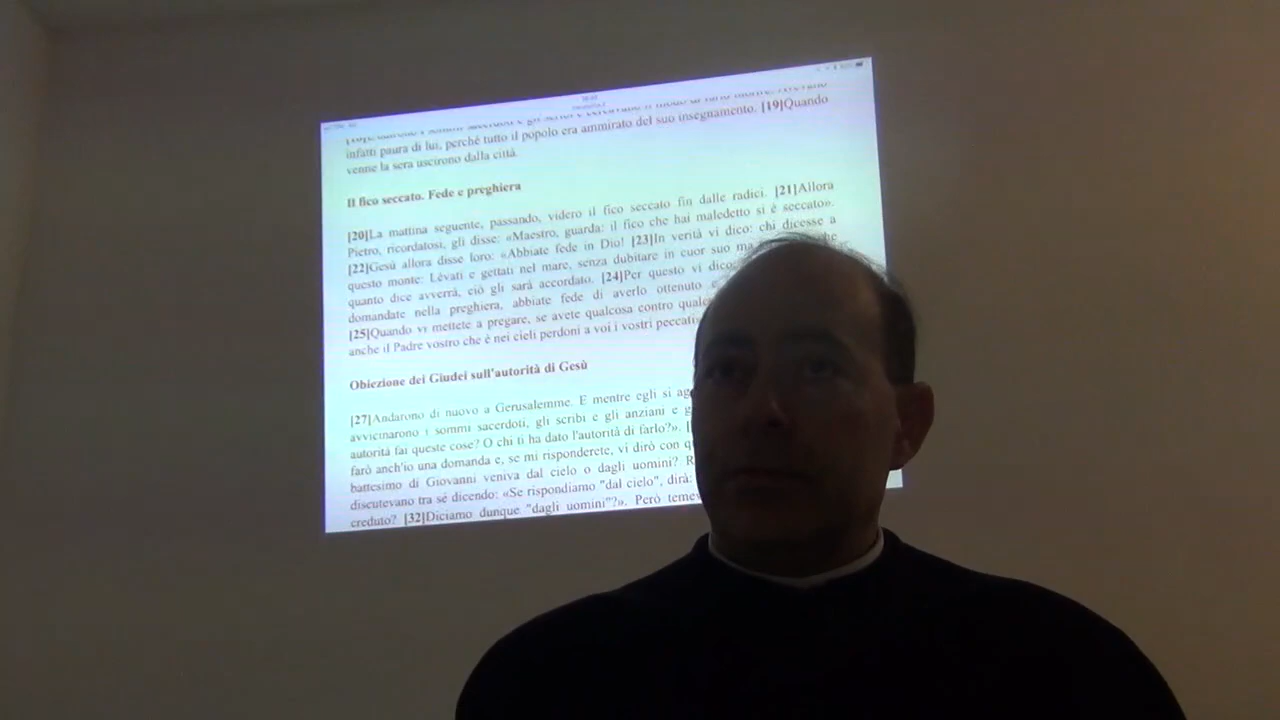 infatti paura di lui, perché tutto il popolo era ammirato del suo insegnamento. [19]Quando
venne la sera uscirono dalla città.
Il fico seccato. Fede e preghiera
[20]La mattina seguente, passando, videro il fico seccato fin dalle radici. [21]Allora
Pietro, ricordatosi, gli disse: «Maestro, guarda: il fico che hai maledetto si è seccato».
[22]Gesù allora disse loro: «Abbiate fede in Dio! [23]In verità vi dico: chi dicesse a
questo monte: Lèvati e gettati nel mare, senza dubitare in cuor suo ma che
quanto dice avverrà, ciò gli sarà accordato. [24]Per questo vi dico:
domandate nella preghiera, abbiate fede di averlo ottenuto e
[25]Quando vi mettete a pregare, se avete qualcosa contro qualc
anche il Padre vostro che è nei cieli perdoni a voi i vostri peccati».
Obiezione dei Giudei sull'autorità di Gesù
[27]Andarono di nuovo a Gerusalemme. E mentre egli si ag
avvicinarono i sommi sacerdoti, gli scribi e gli anziani e g
autorità fai queste cose? O chi ti ha dato l'autorità di farlo?».
farò anch'io una domanda e, se mi risponderete, vi dirò con q
battesimo di Giovanni veniva dal cielo o dagli uomini? R
discutevano tra sé dicendo: «Se rispondiamo "dal cielo", dirà:
creduto? [32]Diciamo dunque "dagli uomini"?». Però temev